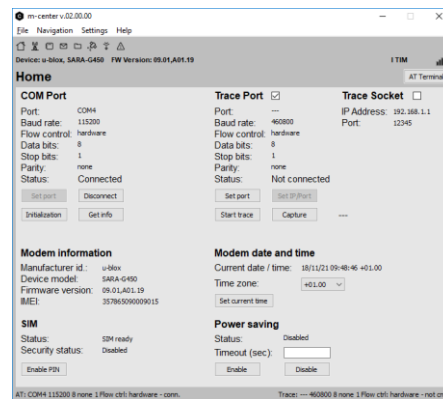 m-center v.02.00.00
File Navigation Settings Help
Device: u-blox, SARA-G450 FW Version: 09.01,A01.19 I TIM
Home AT Terminal
COM Port
Port: COM4
Baud rate: 115200
Flow control: hardware
Data bits: 8
Stop bits: 1
Parity: none
Status: Connected
Set port Disconnect
Initialization Get info
Trace Port
Port: ---
Baud rate: 460800
Flow control: hardware
Data bits: 8
Stop bits: 1
Parity: none
Status: Not connected
Set port Set IP/Port
Start trace Capture ----
Trace Socket
IP Address: 192.168.1.1
Port: 12345
Modem information
Manufacturer id.: u-blox
Device model: SARA-G450
Firmware version: 09.01,A01.19
IMEI: 357865090009015
Modem date and time
Current date / time: 18/11/21 09:48:46 +01.00
Time zone: +01.00
Set current time
SIM
Status: SIM ready
Security status: Disabled
Enable PIN
Power saving
Status: Disabled
Timeout (sec):
Enable Disable
AT: COM4 115200 8 none 1 Flow ctrl: hardware - conn. Trace: --- 460800 8 none 1 Flow ctrl: hardware - not co